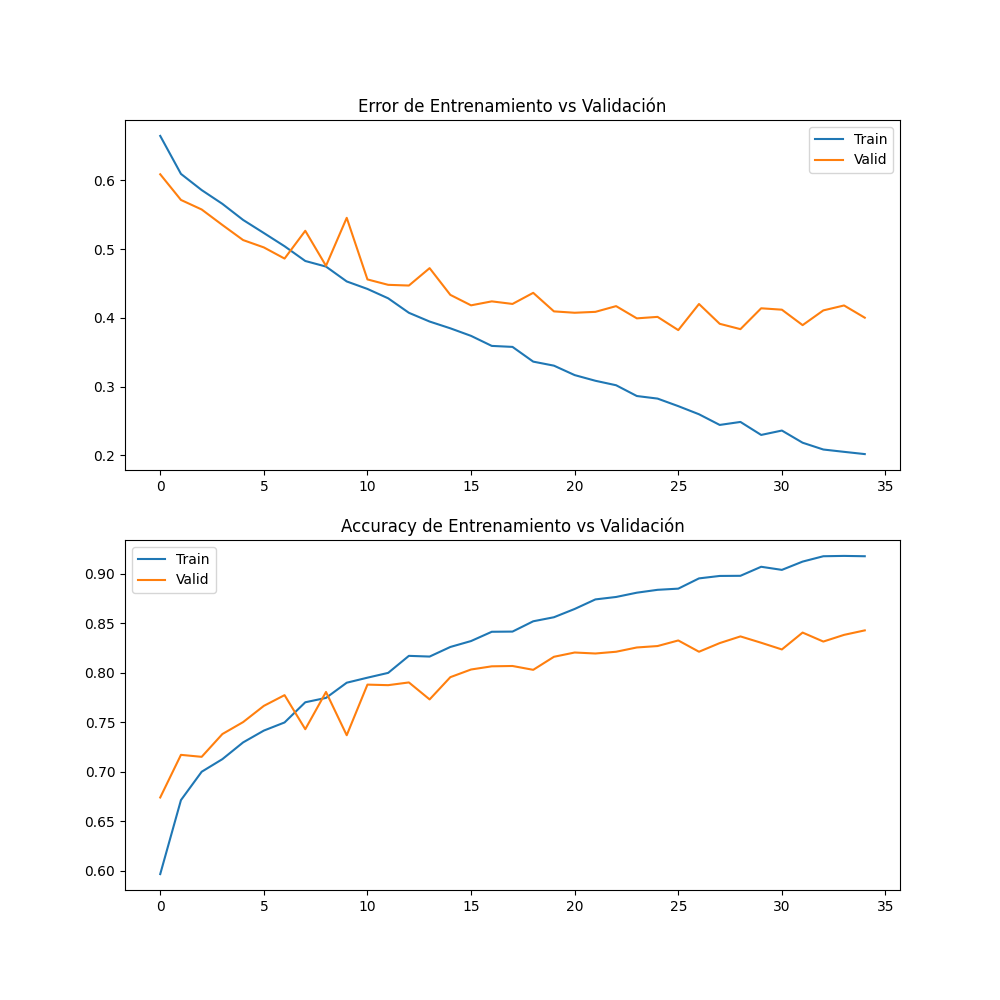 Error de Entrenamiento vs Validación
Train
Valid
0.6
0.5
0.4
0.3
0.2
0 5 10 15 20 25 30 35
Accuracy de Entrenamiento vs Validación
Train
Valid
0.90
0.85
0.80
0.75
0.70
0.65
0.60
0 5 10 15 20 25 30 35